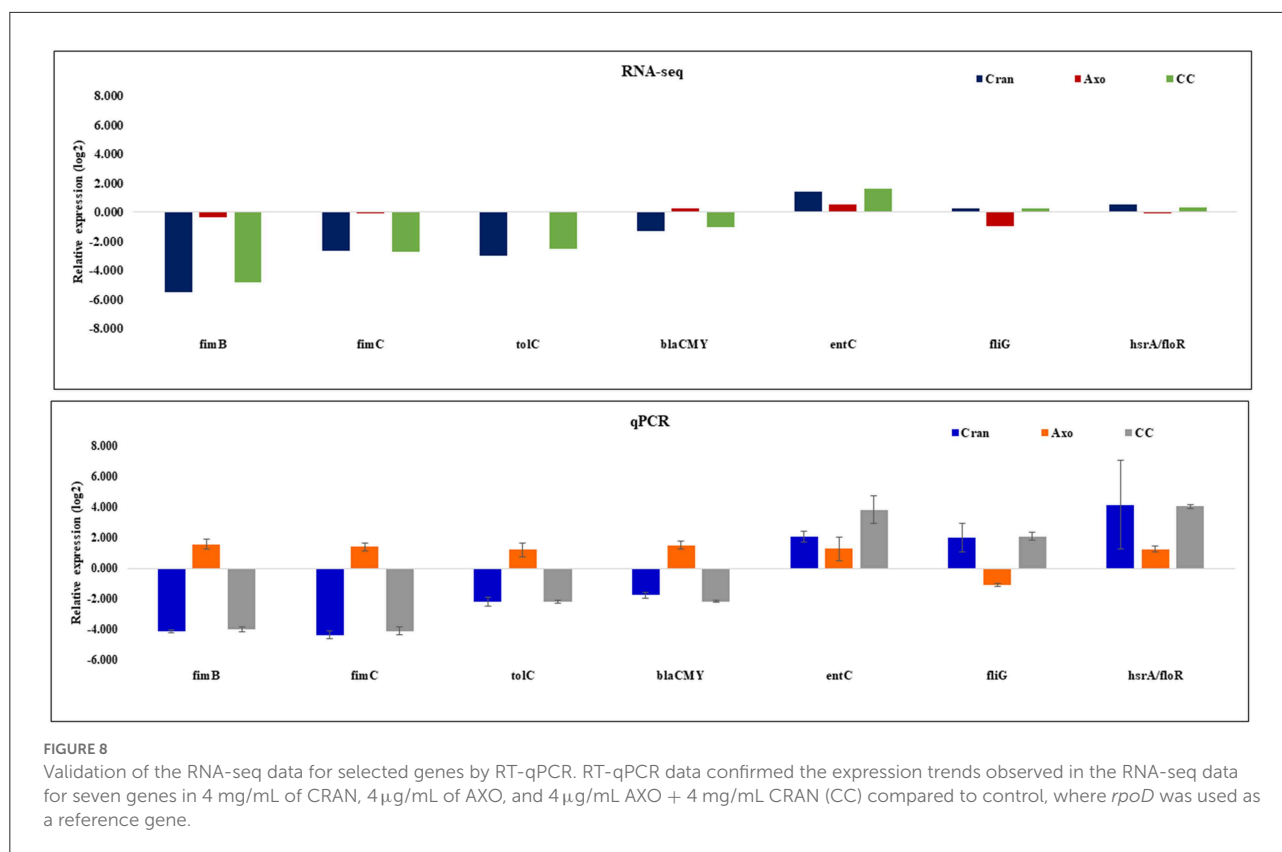 RNA-seq
Cran Axo CC
Relative expression (log2)
8.000
6.000
4.000
2.000
0.000
-2.000
-4.000
-6.000
-8.000
fimB fimC tolC blaCMY entC fliG hsrA/floR
qPCR
Cran Axo CC
Relative expression (log2)
8.000
6.000
4.000
2.000
0.000
-2.000
-4.000
-6.000
fimB fimC tolC blaCMY entC fliG hsrA/floR
FIGURE 8
Validation of the RNA-seq data for selected genes by RT-qPCR. RT-qPCR data confirmed the expression trends observed in the RNA-seq data
for seven genes in 4 mg/mL of CRAN, 4 μg/mL of AXO, and 4 μg/mL AXO + 4 mg/mL CRAN (CC) compared to control, where rpoD was used as
a reference gene.